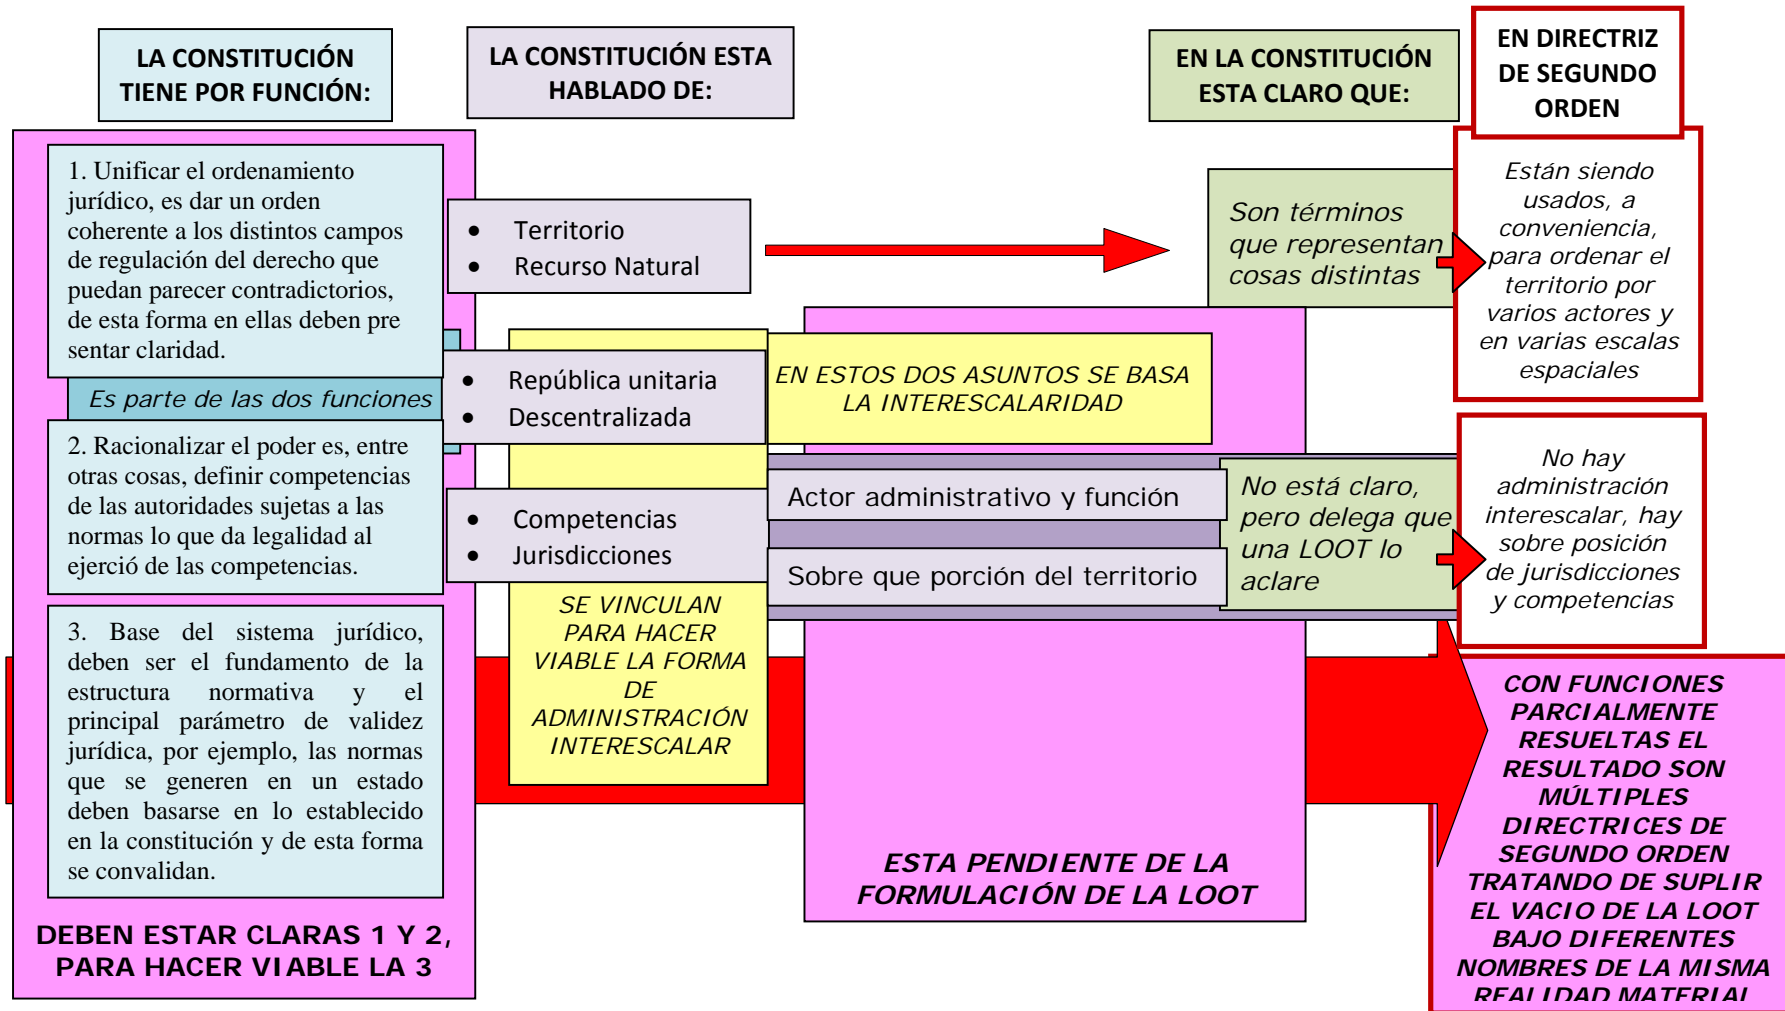 LA CONSTITUCIÓN
TIENE POR FUNCIÓN:
LA CONSTITUCIÓN ESTA
HABLADO DE:
EN LA CONSTITUCIÓN
ESTA CLARO QUE:
EN DIRECTRIZ
DE SEGUNDO
ORDEN
1. Unificar el ordenamiento
jurídico, es dar un orden
coherente a los distintos campos
de regulación del derecho que
puedan parecer contradictorios,
de esta forma en ellas deben pre
sentar claridad.
Es parte de las dos funciones
2. Racionalizar el poder es, entre
otras cosas, definir competencias
de las autoridades sujetas a las
normas lo que da legalidad al
ejerció de las competencias.
3. Base del sistema jurídico,
deben ser el fundamento de la
estructura normativa y el
principal parámetro de validez
jurídica, por ejemplo, las normas
que se generen en un estado
deben basarse en lo establecido
en la constitución y de esta forma
se convalidan.
DEBEN ESTAR CLARAS 1 Y 2,
PARA HACER VIABLE LA 3
• Territorio
• Recurso Natural
• República unitaria
• Descentralizada
• Competencias
• Jurisdicciones
SE VINCULAN
PARA HACER
VIABLE LA FORMA
DE
ADMINISTRACIÓN
INTERESCALAR
EN ESTOS DOS ASUNTOS SE BASA
LA INTERESCALARIDAD
Actor administrativo y función
Sobre que porción del territorio
ESTA PENDIENTE DE LA
FORMULACIÓN DE LA LOOT
Son términos
que representan
cosas distintas
No está claro,
pero delega que
una LOOT lo
aclare
Están siendo
usados, a
conveniencia,
para ordenar el
territorio por
varios actores y
en varias escalas
espaciales
No hay
administración
interescalar, hay
sobre posición
de jurisdicciones
y competencias
CON FUNCIONES
PARCIALMENTE
RESUELTAS EL
RESULTADO SON
MÚLTIPLES
DIRECTRICES DE
SEGUNDO ORDEN
TRATANDO DE SUPLIR
EL VACIO DE LA LOOT
BAJO DIFERENTES
NOMBRES DE LA MISMA
REALIDAD MATERIAL